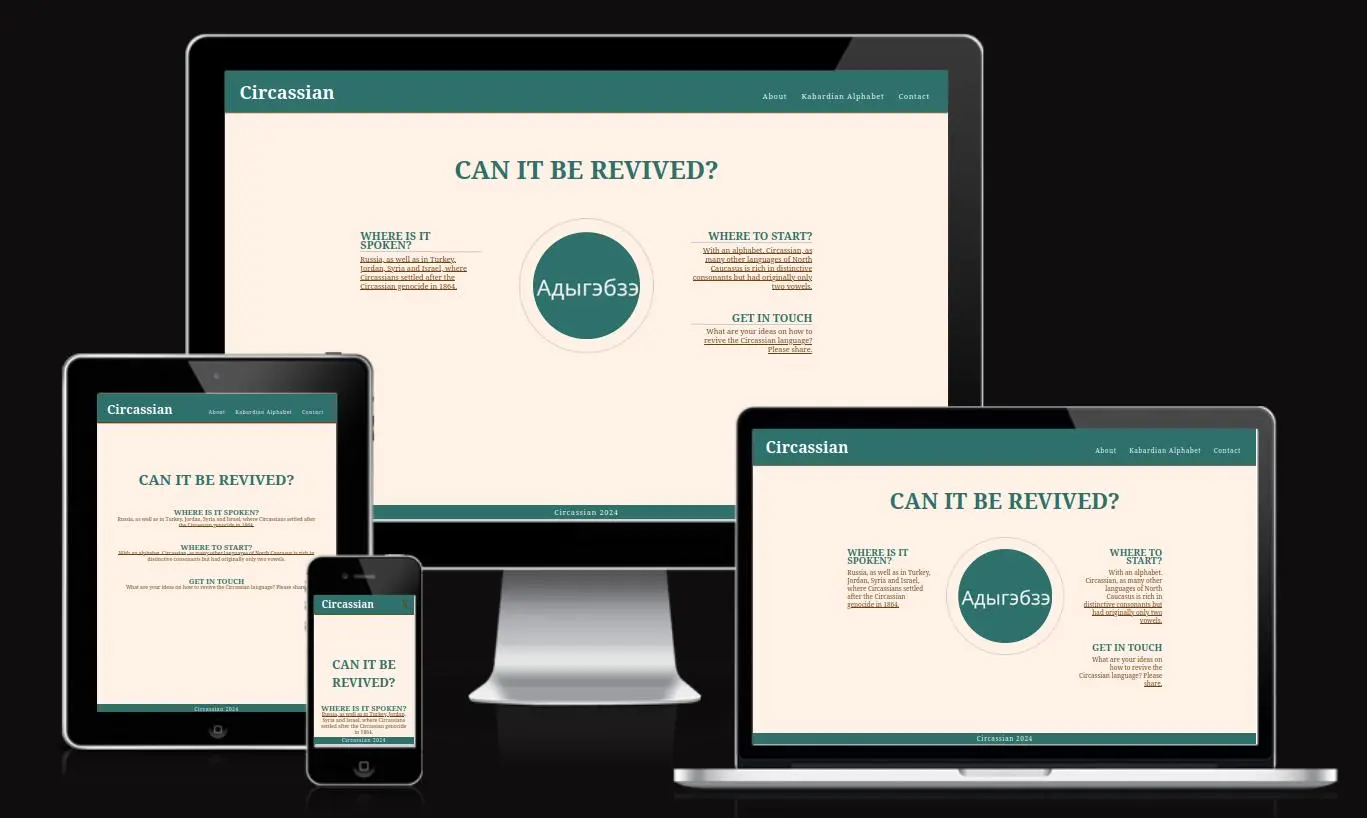 Circassian
About Kabardian Alphabet Contact
CAN IT BE REVIVED?
WHERE IS IT
SPOKEN?
Russia, as well as in Turkey,
Jordan, Syria and Israel, where
Circassians settled after the
Circassian genocide in 1864.
Адыгэбзэ
WHERE TO START?
With an alphabet. Circassian, as
many other languages of North
Caucasus is rich in distinctive
consonants but had originally only
two vowels.
GET IN TOUCH
What are your ideas on how to
revive the Circassian language?
Please share.
Circassian 2024
Circassian
About Kabardian Alphabet Contact
CAN IT BE REVIVED?
WHERE IS IT SPOKEN?
Russia, as well as in Turkey, Jordan, Syria and Israel, where Circassians settled after
the Circassian genocide in 1864.
WHERE TO START?
With an alphabet. Circassian, as many other languages of North Caucasus is rich in
distinctive consonants but had originally only two vowels.
GET IN TOUCH
What are your ideas on how to revive the Circassian language? Please
Circassian 2024
Circassian
CAN IT BE
REVIVED?
WHERE IS IT SPOKEN?
Russia, as well as in Turkey, Jordan,
Syria and Israel, where Circassians
settled after the Circassian genocide
in 1864.
Circassian 2024
Circassian
About Kabardian Alphabet Contact
CAN IT BE REVIVED?
WHERE IS IT
SPOKEN?
Russia, as well as in Turkey,
Jordan, Syria and Israel,
where Circassians settled
after the Circassian
genocide in 1864.
Адыгэбзэ
WHERE TO
START?
With an alphabet.
Circassian, as many other
languages of North
Caucasus is rich in
distinctive consonants but
had originally only two
vowels.
GET IN TOUCH
What are your ideas on
how to revive the
Circassian language? Please
share.
Circassian 2024